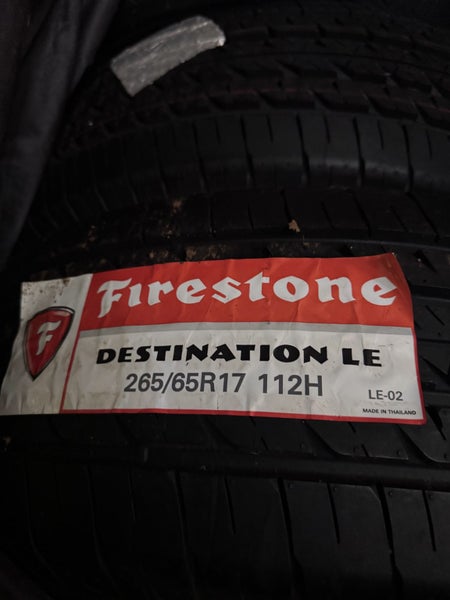 Firestone
F
DESTINATION LE
265/65R17 112H
LE-02
MADE IN THAILAND